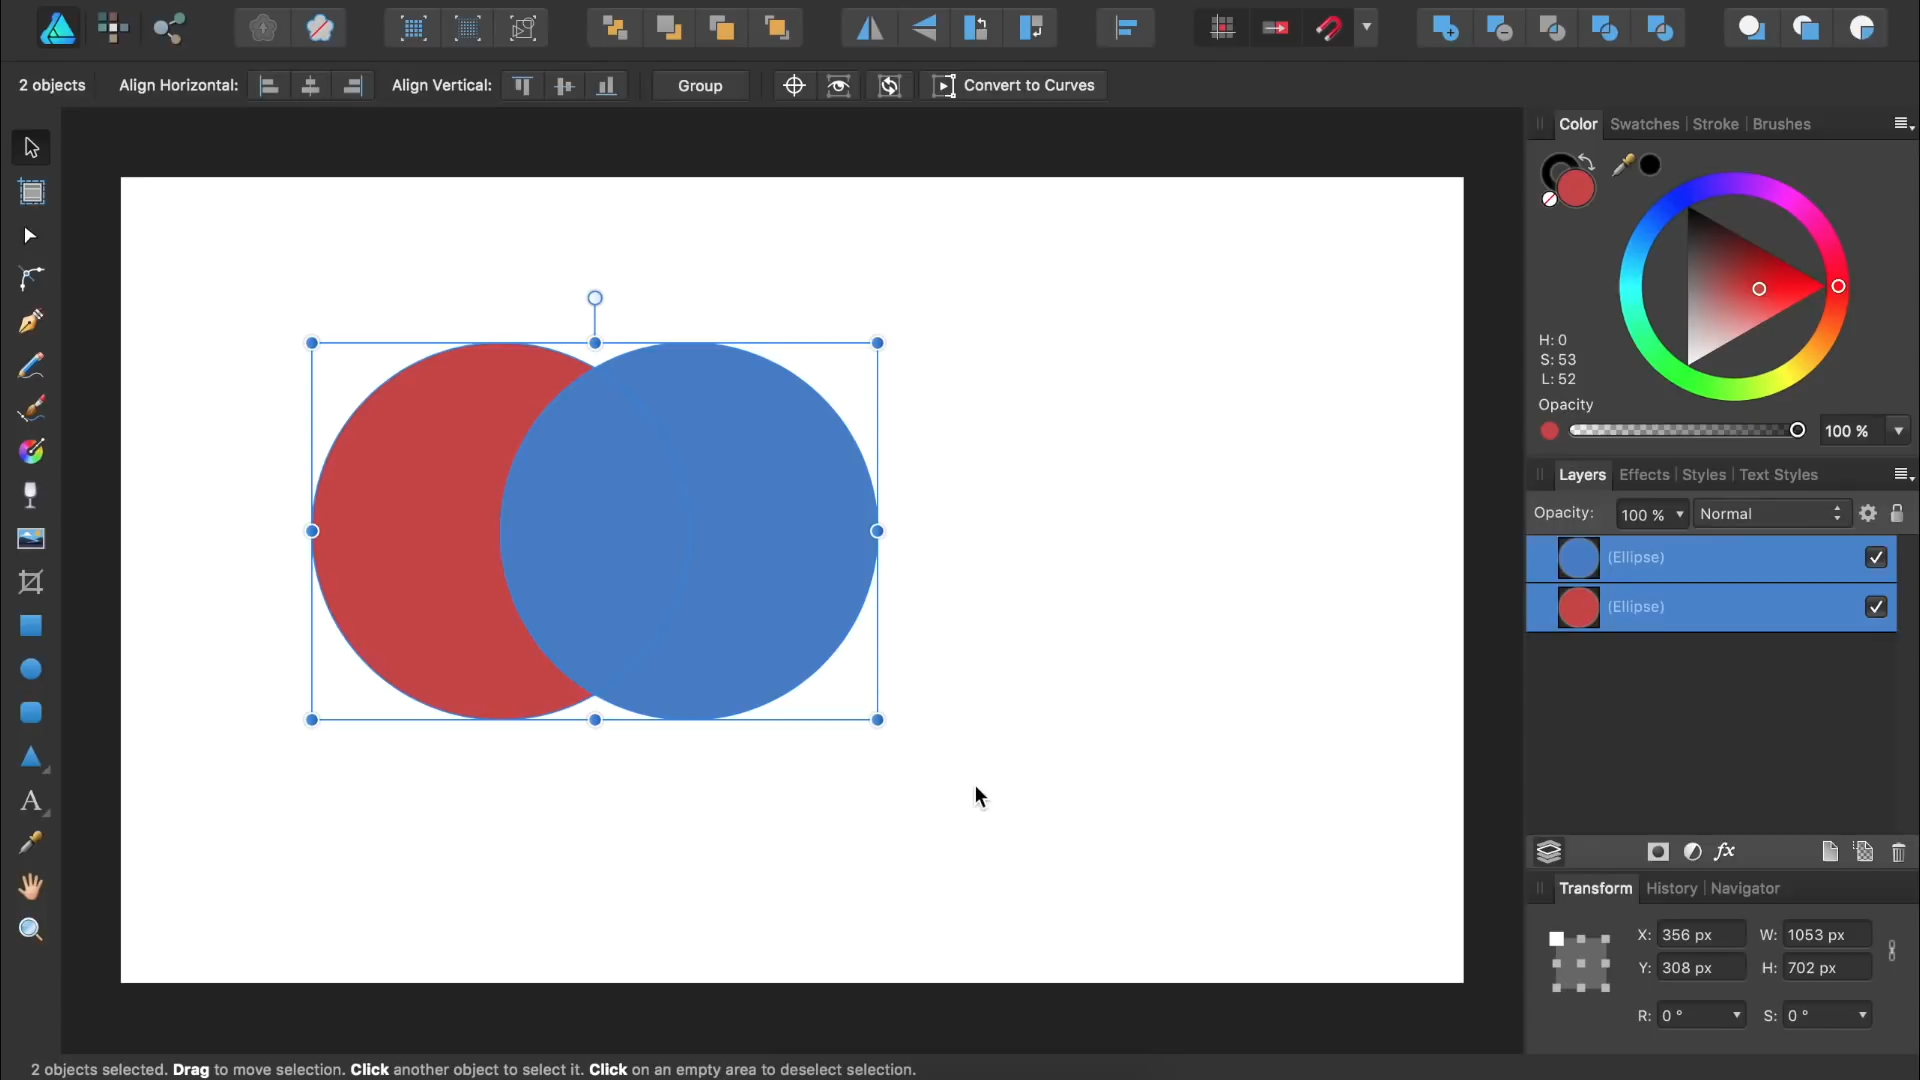 2 objects Align Horizontal: Align Vertical: Group Convert to Curves
Color Swatches Stroke Brushes
H: 0
S: 53
L: 52
Opacity
100 %
Layers Effects Styles Text Styles
Opacity: 100 % Normal
(Ellipse)
(Ellipse)
fx
Transform History Navigator
X: 356 px W: 1053 px
Y: 308 px H: 702 px
R: 0 ° S: 0 °
A
2 objects selected. Drag to move selection. Click another object to select it. Click on an empty area to deselect selection.